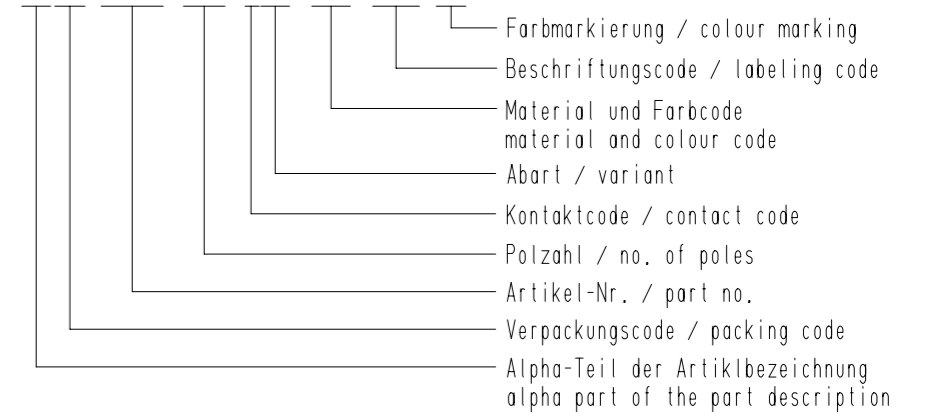 Farbmarkierung / colour marking
Beschriftungscode / labeling code
Material und Farbcode
material and colour code
Abart / variant
Kontaktcode / contact code
Polzahl / no. of poles
Artikel-Nr. / part no.
Verpackungscode / packing code
Alpha-Teil der Artiklbezeichnung
alpha part of the part description